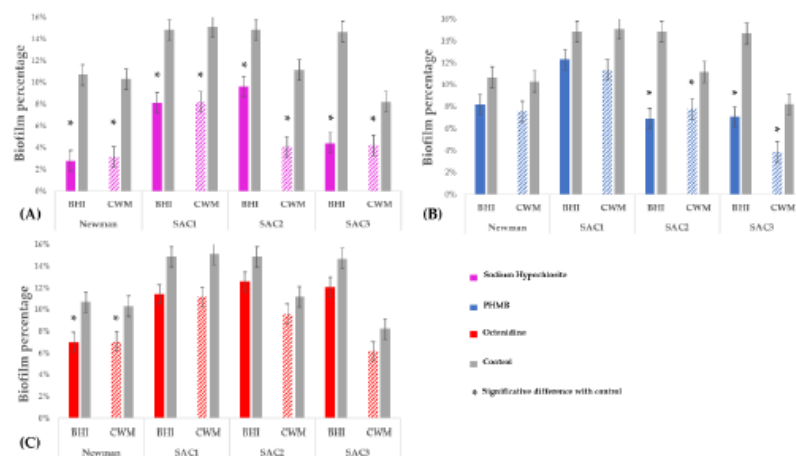 16%
14%
12%
10%
8%
6%
4%
2%
0%
Biofilm percentage
* * * * * * * *
BHI CWM BHI CWM BHI CWM BHI CWM
Newman SAC1 SAC2 SAC3
(A)
16%
14%
12%
10%
8%
6%
4%
2%
0%
Biofilm percentage
* * * *
BHI CWM BHI CWM BHI CWM BHI CWM
Newman SAC1 SAC2 SAC3
(B)
16%
14%
12%
10%
8%
6%
4%
2%
0%
Biofilm percentage
* *
BHI CWM BHI CWM BHI CWM BHI CWM
Newman SAC1 SAC2 SAC3
(C)
Sodium Hypochlorite
PHMB
Octenidine
Control
* Significative difference with control